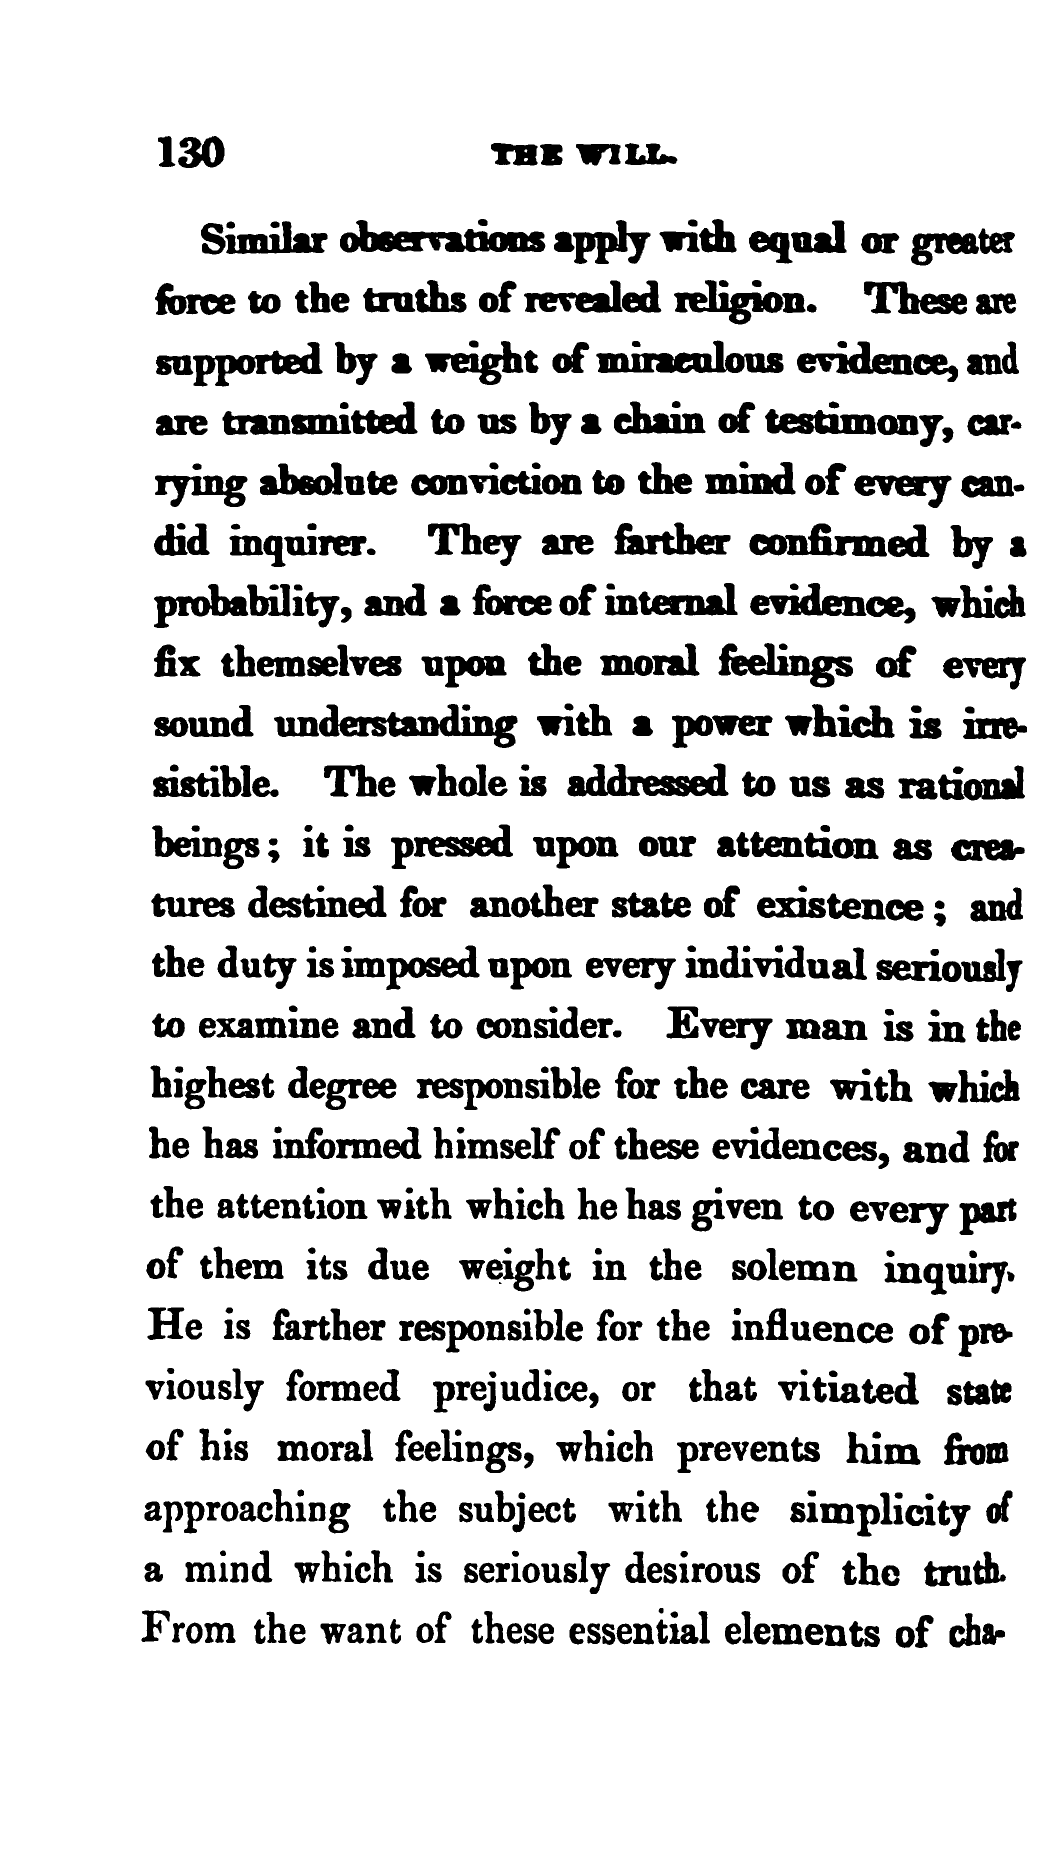 130 THE WILL.
Similar observations apply with equal or greater
force to the truths of revealed religion. These are
supported by a weight of miraculous evidence, and
are transmitted to us by a chain of testimony, car-
rying absolute conviction to the mind of every can-
did inquirer. They are farther confirmed by a
probability, and a force of internal evidence, which
fix themselves upon the moral feelings of every
sound understanding with a power which is irre-
sistible. The whole is addressed to us as rational
beings; it is pressed upon our attention as crea-
tures destined for another state of existence; and
the duty is imposed upon every individual seriously
to examine and to consider. Every man is in the
highest degree responsible for the care with which
he has informed himself of these evidences, and for
the attention with which he has given to every part
of them its due weight in the solemn inquiry.
He is farther responsible for the influence of pre-
viously formed prejudice, or that vitiated state
of his moral feelings, which prevents him from
approaching the subject with the simplicity of
a mind which is seriously desirous of the truth.
From the want of these essential elements of cha-